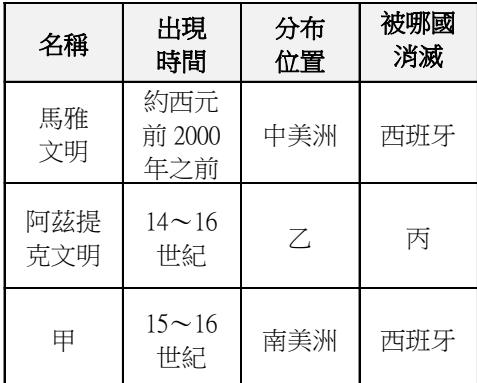 名稱
出現
時間
分布
位置
被哪國
消滅
馬雅
文明
約西元
前 2000
年之前
中美洲
西班牙
阿茲提
克文明
14～16
世紀
乙
丙
甲
15～16
世紀
南美洲
西班牙